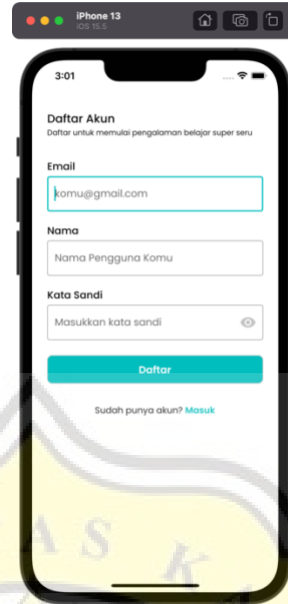 iPhone 13
iOS 15.5
3:01
Daftar Akun
Daftar untuk memulai pengalaman belajar super seru
Email
komu@gmail.com
Nama
Nama Pengguna Komu
Kata Sandi
Masukkan kata sandi
Daftar
Sudah punya akun? Masuk
A S K